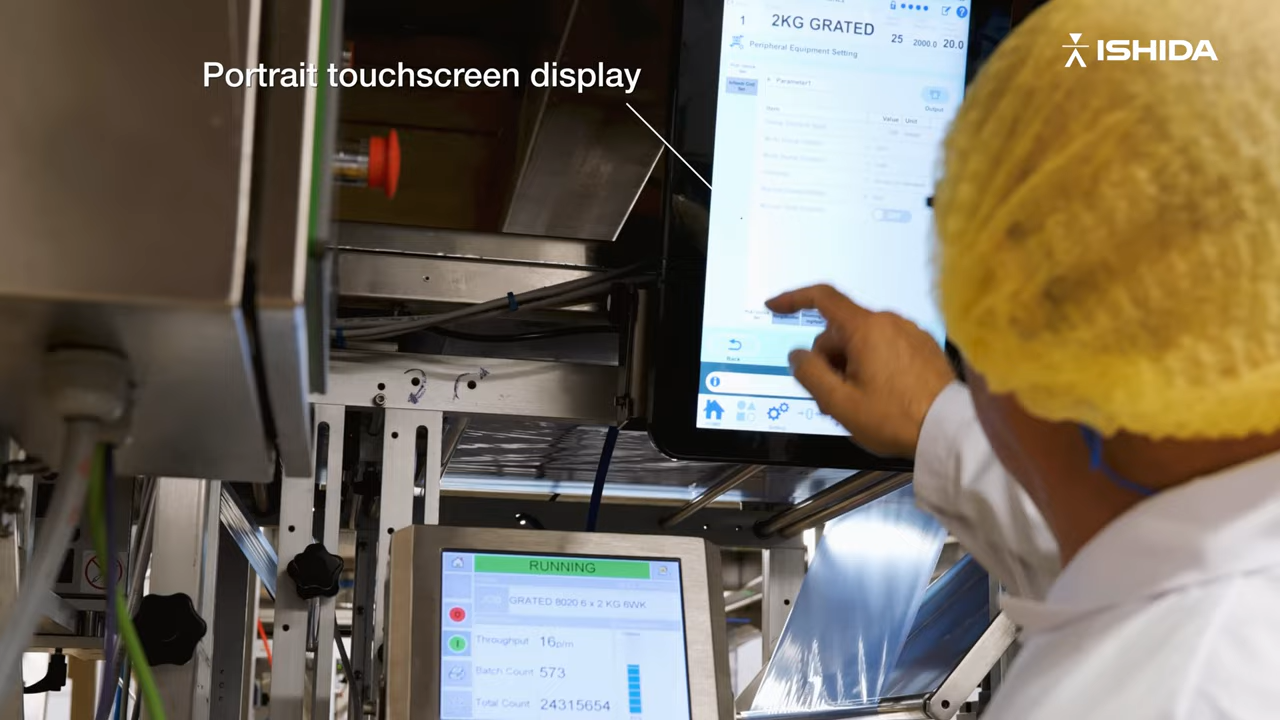 ISHIDA
Portrait touchscreen display
1
2KG GRATED
25 2000.0 20.0
Peripheral Equipment Setting
Parameter1
Output
Item Value Unit
Back
RUNNING
GRATED 8020 6 x 2 KG 6WK
Throughput 16p/m
Batch Count 573
Total Count 24315654